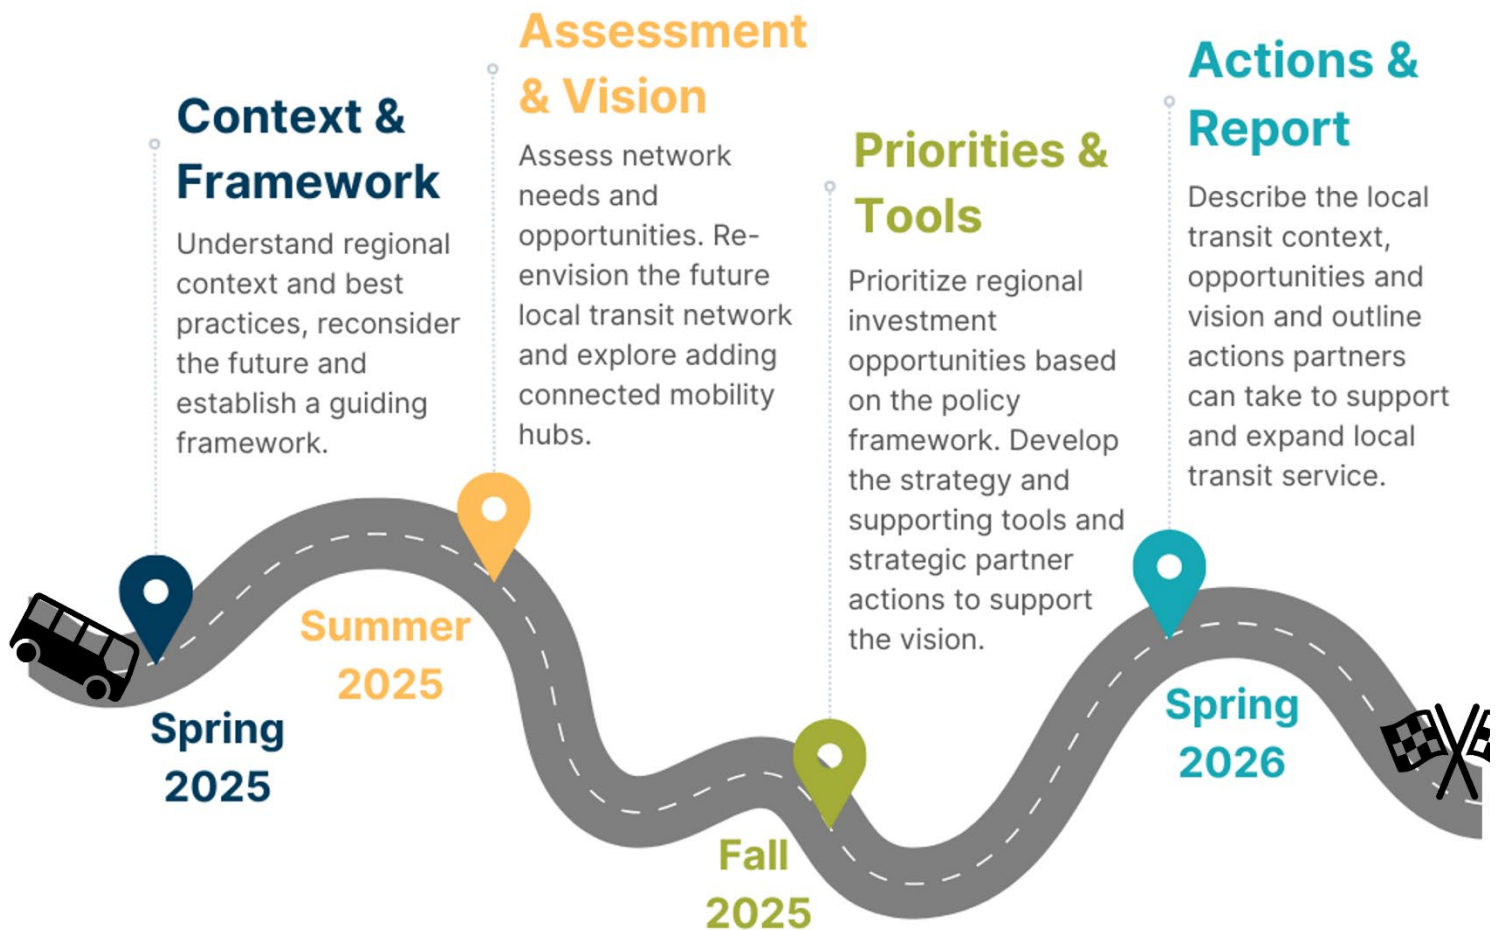 Context &
Framework
Understand regional
context and best
practices, reconsider
the future and
establish a guiding
framework.
Spring
2025
Assessment
& Vision
Assess network
needs and
opportunities. Re-
envision the future
local transit network
and explore adding
connected mobility
hubs.
Summer
2025
Priorities &
Tools
Prioritize regional
investment
opportunities based
on the policy
framework. Develop
the strategy and
supporting tools and
strategic partner
actions to support
the vision.
Fall
2025
Actions &
Report
Describe the local
transit context,
opportunities and
vision and outline
actions partners
can take to support
and expand local
transit service.
Spring
2026